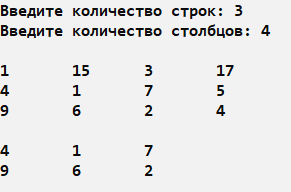 Введите количество строк: 3
Введите количество столбцов: 4
1 15 3 17
4 1 7 5
9 6 2 4
4 1 7
9 6 2